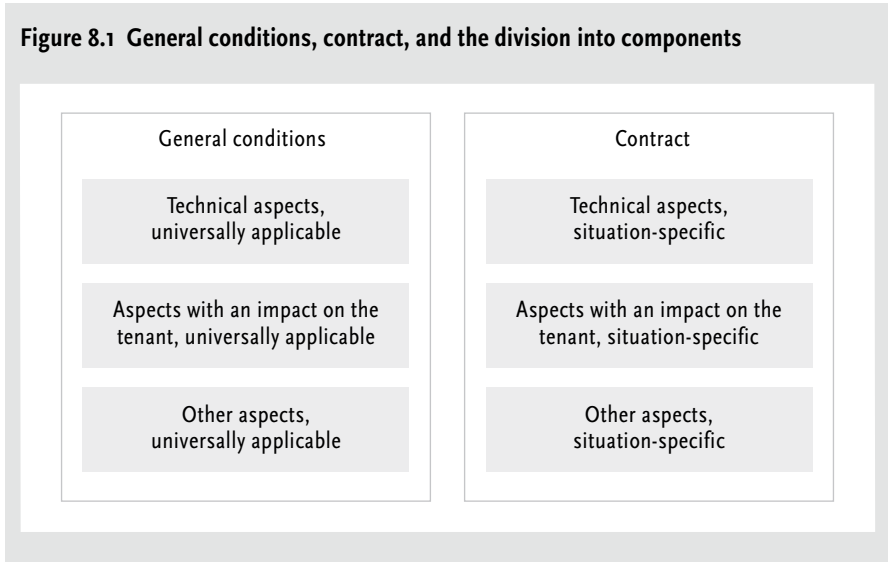 Figure 8.1 General conditions, contract, and the division into components
General conditions
Technical aspects,
universally applicable
Aspects with an impact on the
tenant, universally applicable
Other aspects,
universally applicable
Contract
Technical aspects,
situation-specific
Aspects with an impact on the
tenant, situation-specific
Other aspects,
situation-specific